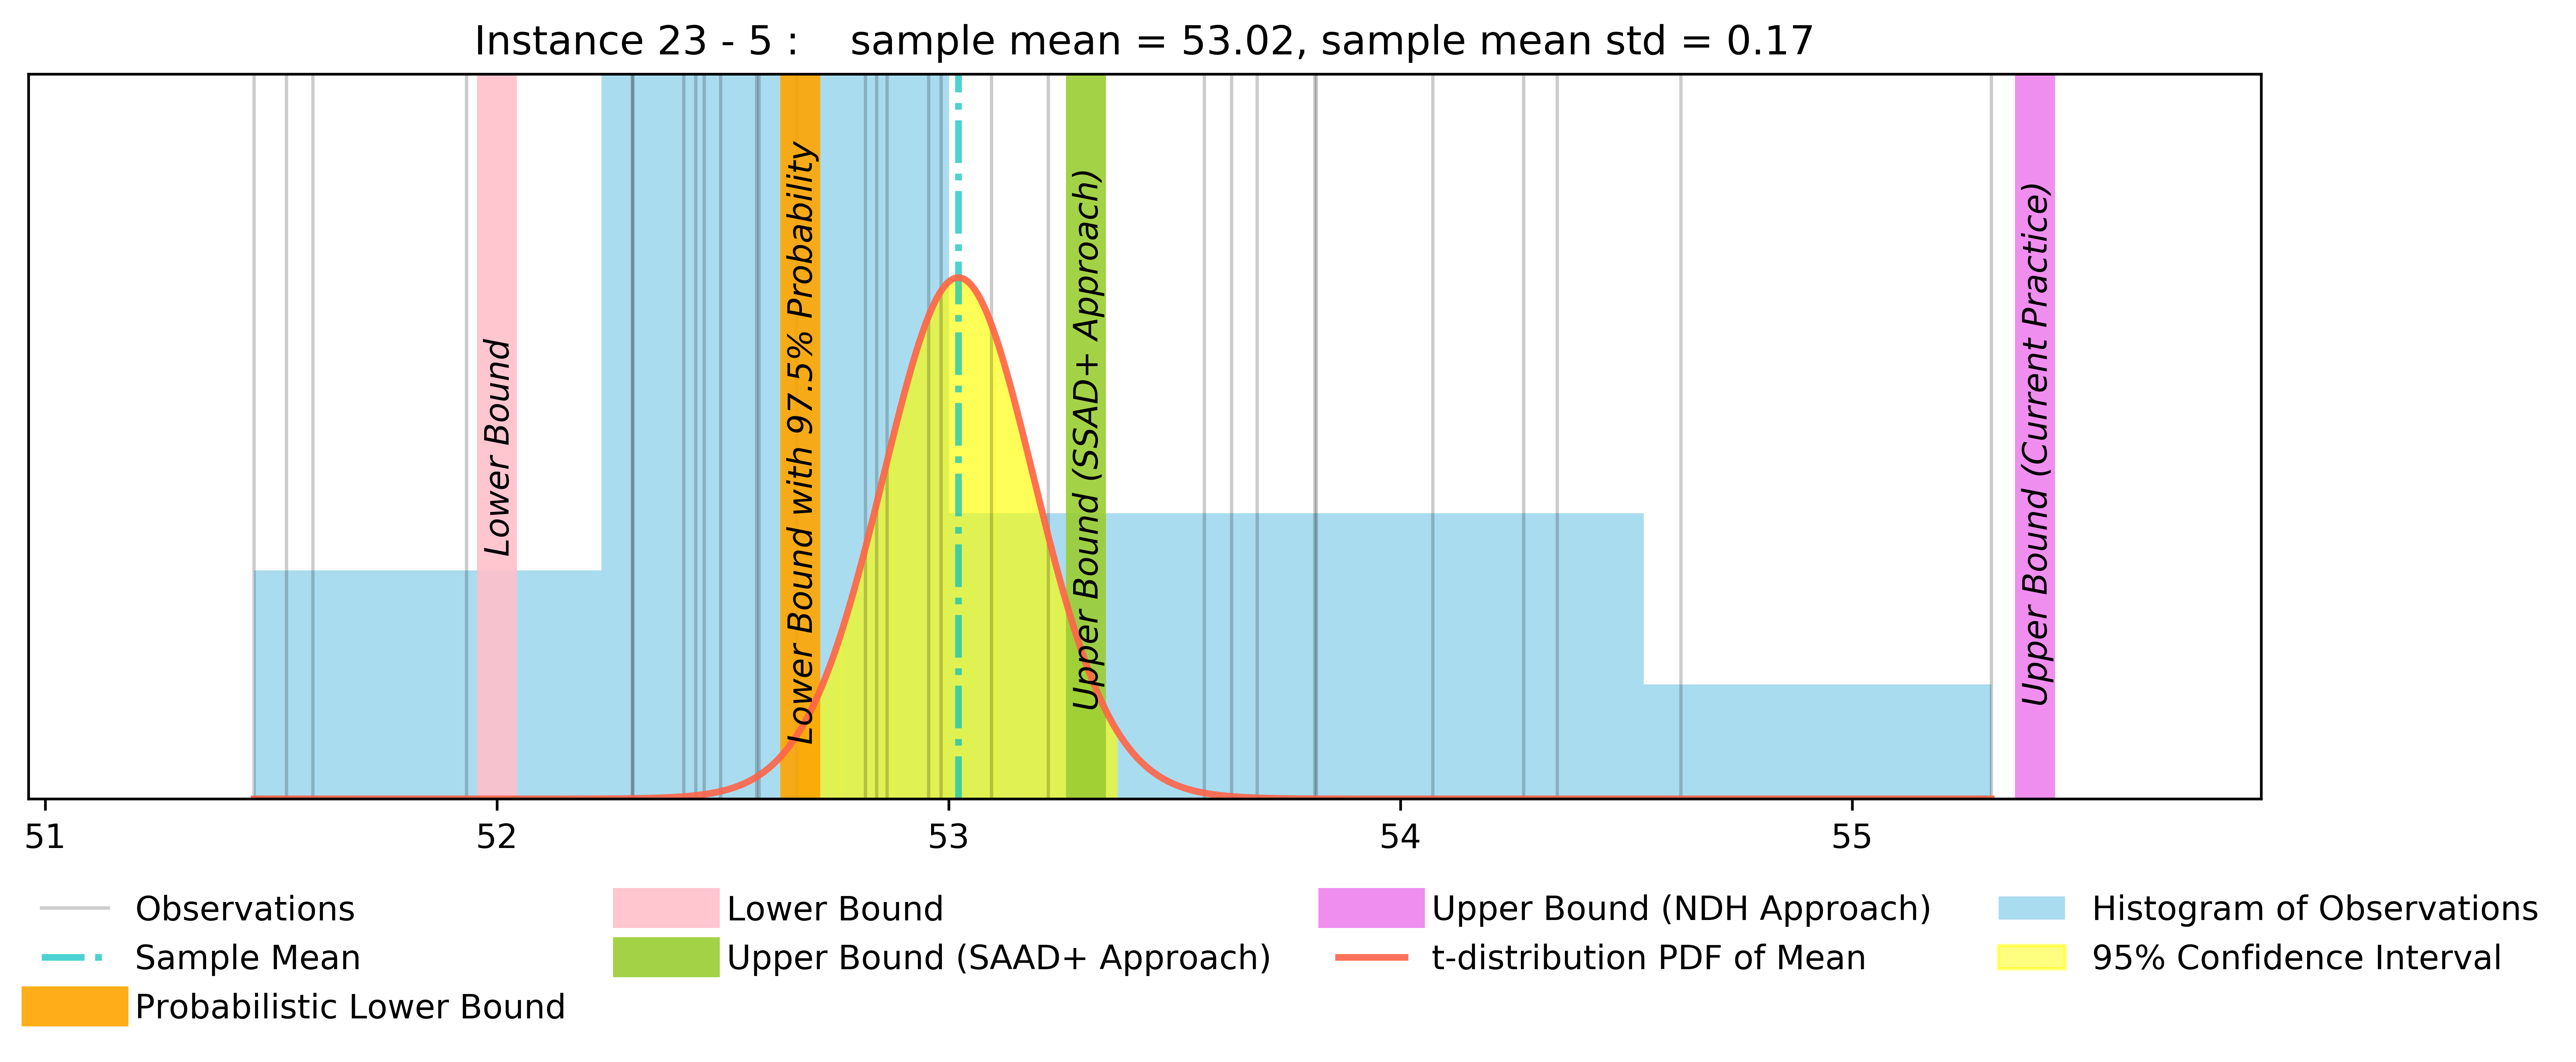 Instance 23 - 5 :    sample mean = 53.02, sample mean std = 0.17
Lower Bound
Lower Bound with 97.5% Probability
Upper Bound (SSAD+ Approach)
Upper Bound (Current Practice)
51 52 53 54 55
Observations
Sample Mean
Probabilistic Lower Bound
Lower Bound
Upper Bound (SAAD+ Approach)
Upper Bound (NDH Approach)
t-distribution PDF of Mean
Histogram of Observations
95% Confidence Interval